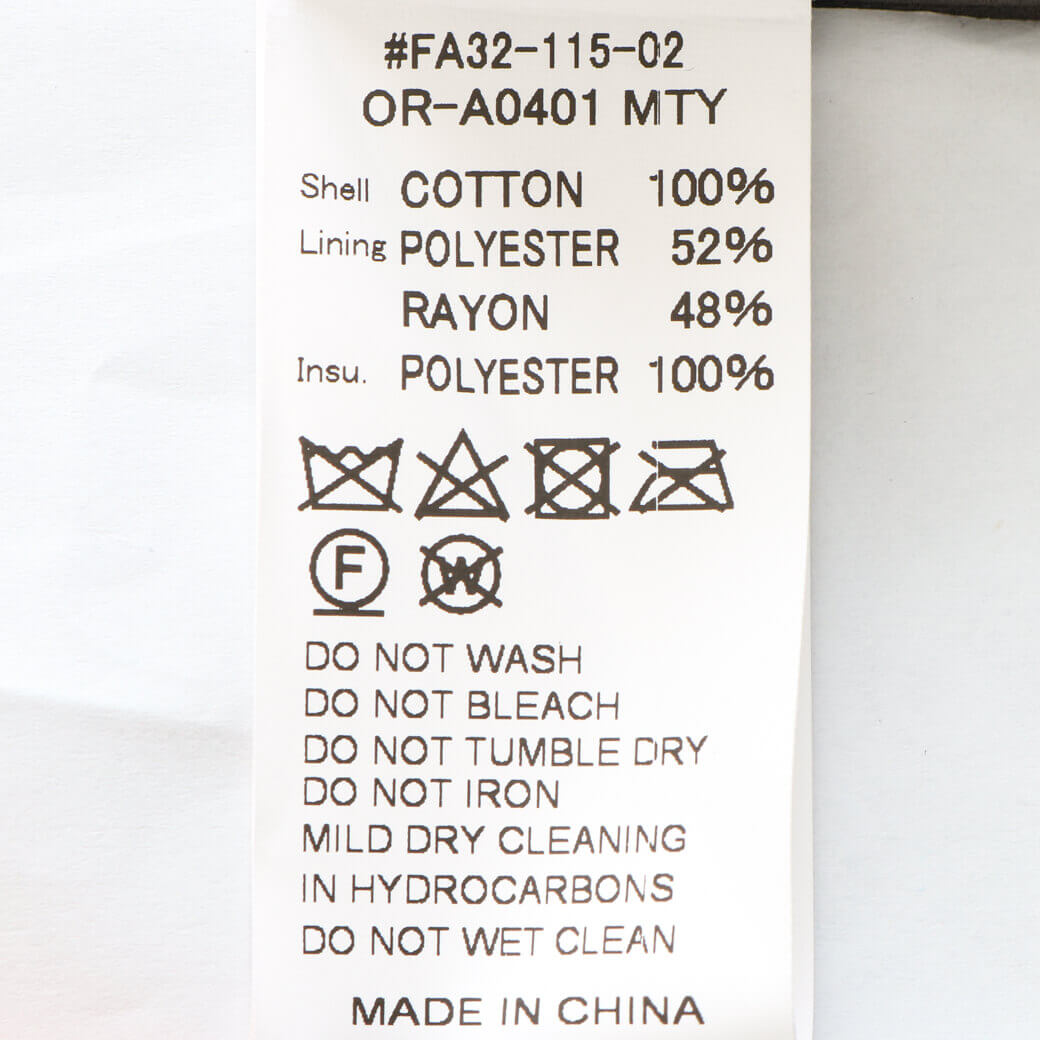 #FA32-115-02
OR-A0401 MTY
Shell COTTON 100%
Lining POLYESTER 52%
RAYON 48%
Insu. POLYESTER 100%
F W
DO NOT WASH
DO NOT BLEACH
DO NOT TUMBLE DRY
DO NOT IRON
MILD DRY CLEANING
IN HYDROCARBONS
DO NOT WET CLEAN
MADE IN CHINA